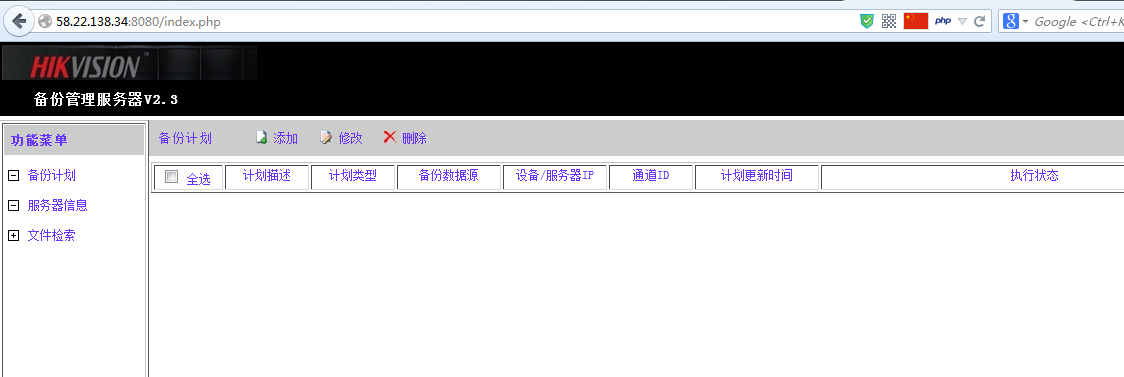 58.22.138.34:8080/index.php php Google <Ctrl+K
HIKVISION™
备份管理服务器V2.3
功能菜单
备份计划
服务器信息
文件检索
备份计划 添加 修改 删除
全选 计划描述 计划类型 备份数据源 设备/服务器IP 通道ID 计划更新时间 执行状态